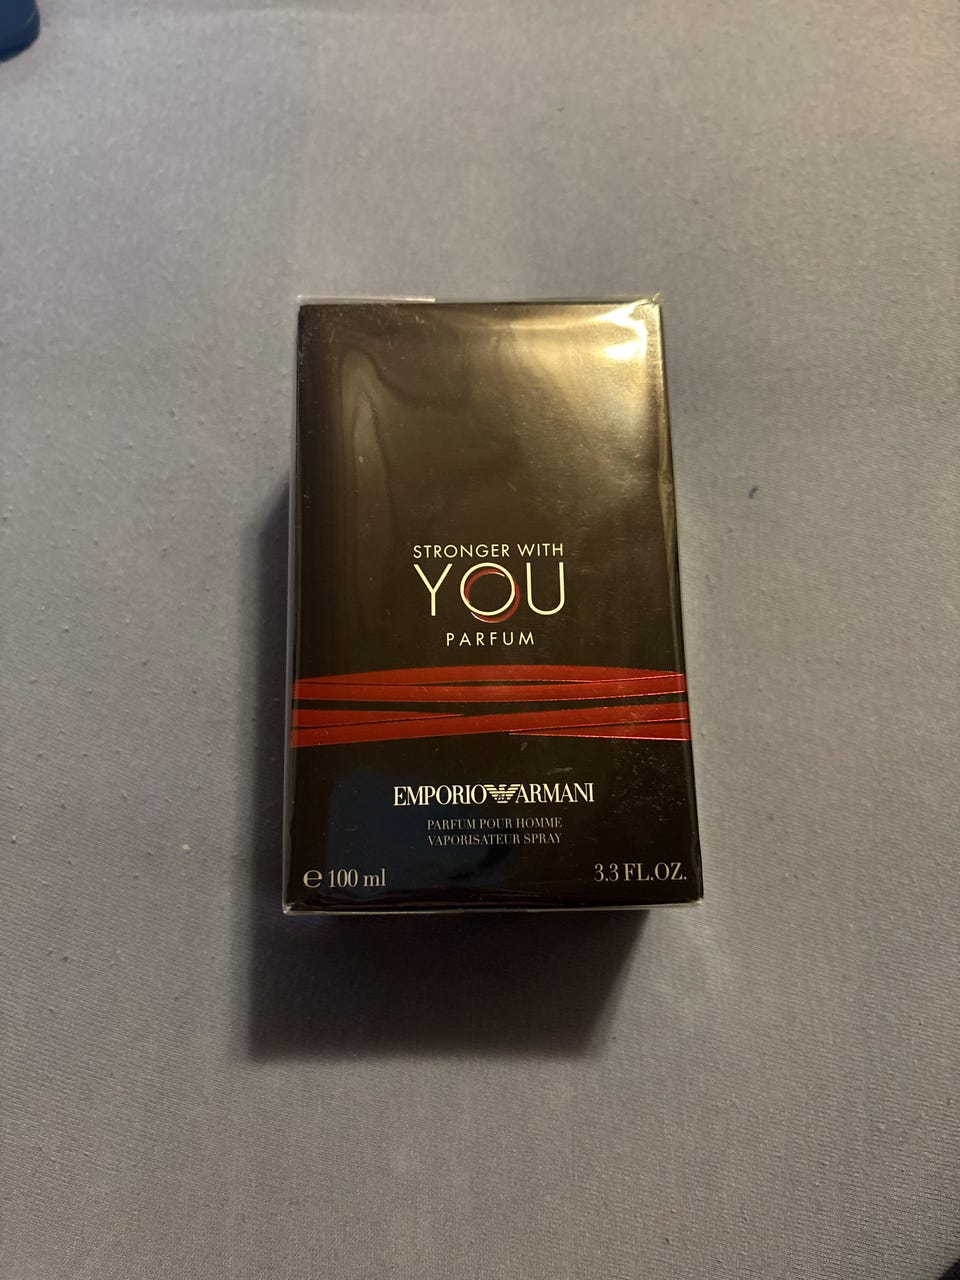 STRONGER WITH
YOU
PARFUM
EMPORIO ARMANI
PARFUM POUR HOMME
VAPORISATEUR SPRAY
℮ 100 ml
3.3 FL.OZ.